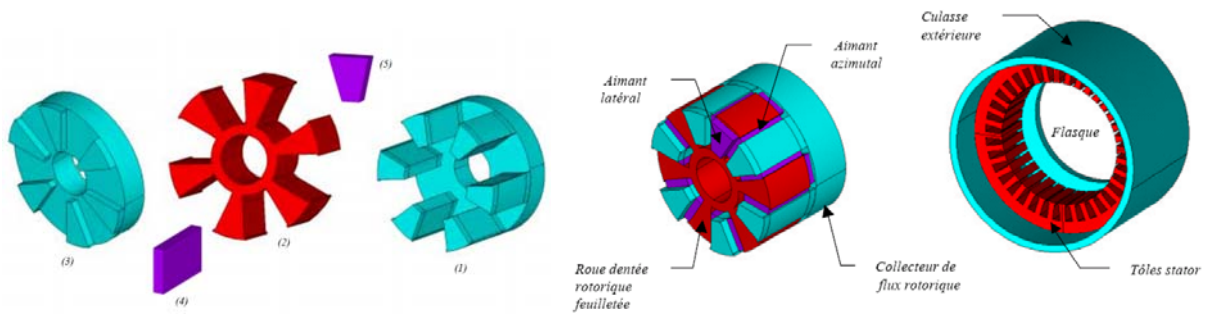 (5)
(3)
(2)
(4)
(1)
Aimant
latéral
Aimant
azimutal
Roue dentée
rotorique
feuilletée
Collecteur de
flux rotorique
Culasse
extérieure
Flasque
Tôles stator